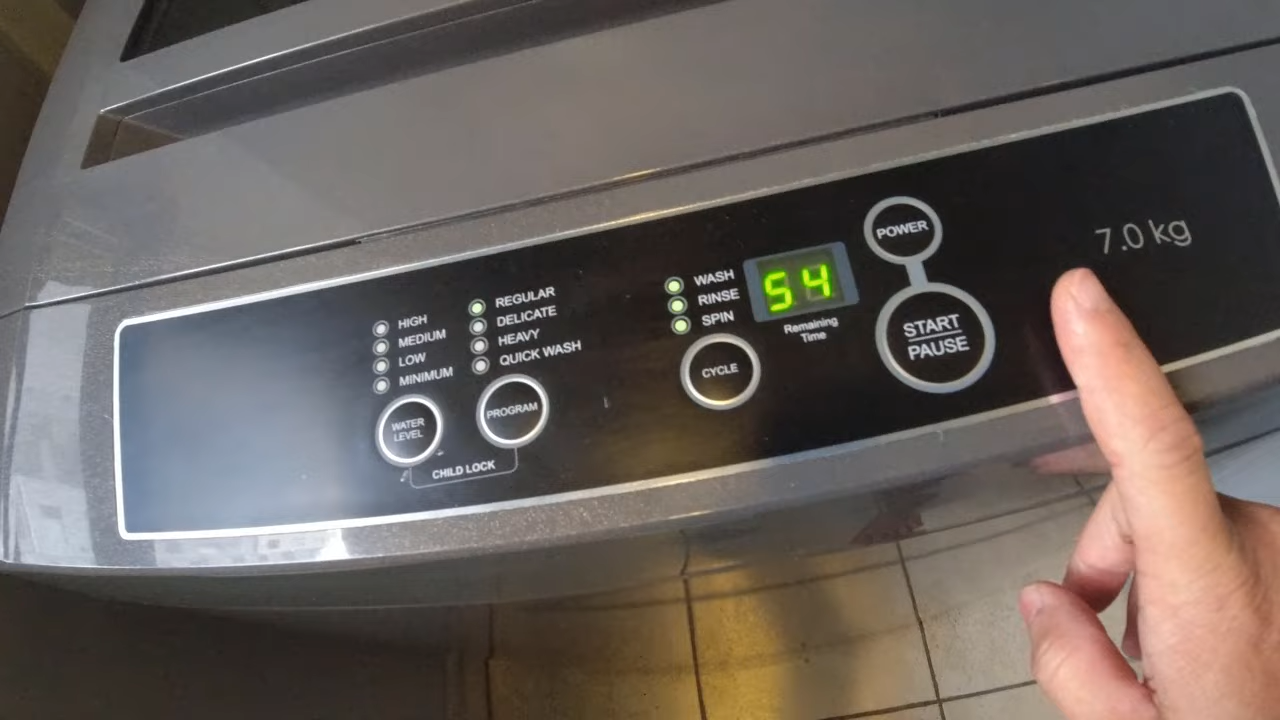 HIGH
MEDIUM
LOW
MINIMUM
WATER
LEVEL
REGULAR
DELICATE
HEAVY
QUICK WASH
PROGRAM
CHILD LOCK
WASH
RINSE
SPIN
CYCLE
54
Remaining
Time
POWER
START
PAUSE
7.0 kg